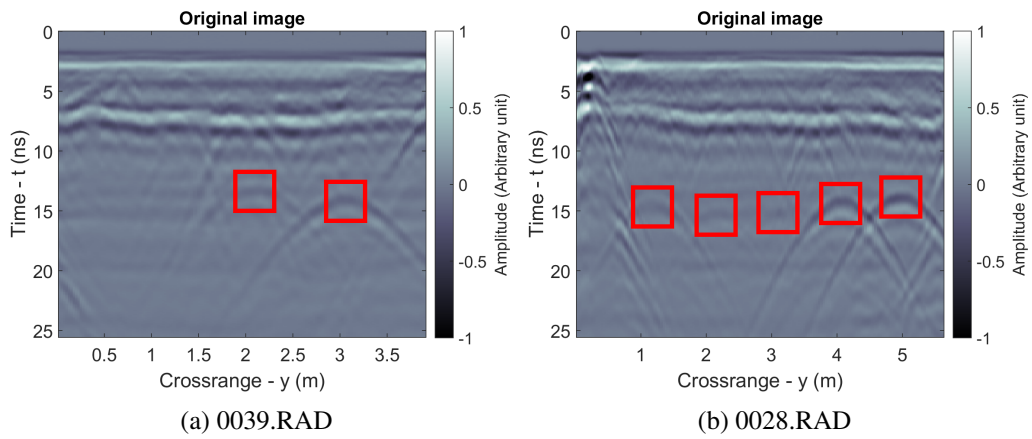 Original image
0
5
10
15
20
25
Time - t (ns)
0.5 1 1.5 2 2.5 3 3.5
Crossrange - y (m)
1
0.5
0
-0.5
-1
Amplitude (Arbitrary unit)
(a) 0039.RAD
Original image
0
5
10
15
20
25
Time - t (ns)
1 2 3 4 5
Crossrange - y (m)
1
0.5
0
-0.5
-1
Amplitude (Arbitrary unit)
(b) 0028.RAD